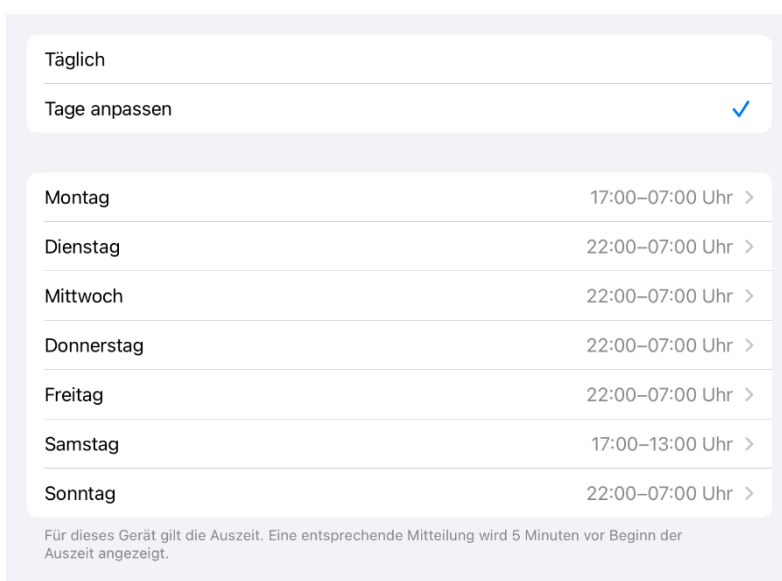 Täglich
Tage anpassen
Montag 17:00–07:00 Uhr
Dienstag 22:00–07:00 Uhr
Mittwoch 22:00–07:00 Uhr
Donnerstag 22:00–07:00 Uhr
Freitag 22:00–07:00 Uhr
Samstag 17:00–13:00 Uhr
Sonntag 22:00–07:00 Uhr
Für dieses Gerät gilt die Auszeit. Eine entsprechende Mitteilung wird 5 Minuten vor Beginn der
Auszeit angezeigt.